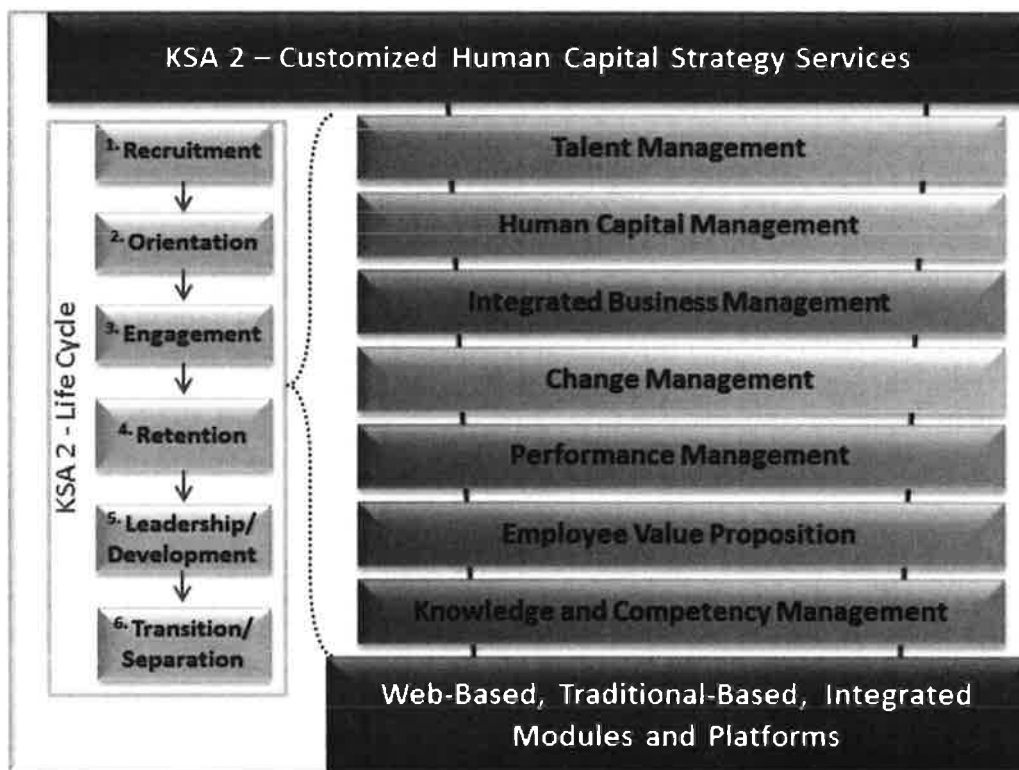 KSA 2 – Customized Human Capital Strategy Services
KSA 2 - Life Cycle
1. Recruitment
2. Orientation
3. Engagement
4. Retention
5. Leadership/
Development
6. Transition/
Separation
Talent Management
Human Capital Management
Integrated Business Management
Change Management
Performance Management
Employee Value Proposition
Knowledge and Competency Management
Web-Based, Traditional-Based, Integrated
Modules and Platforms